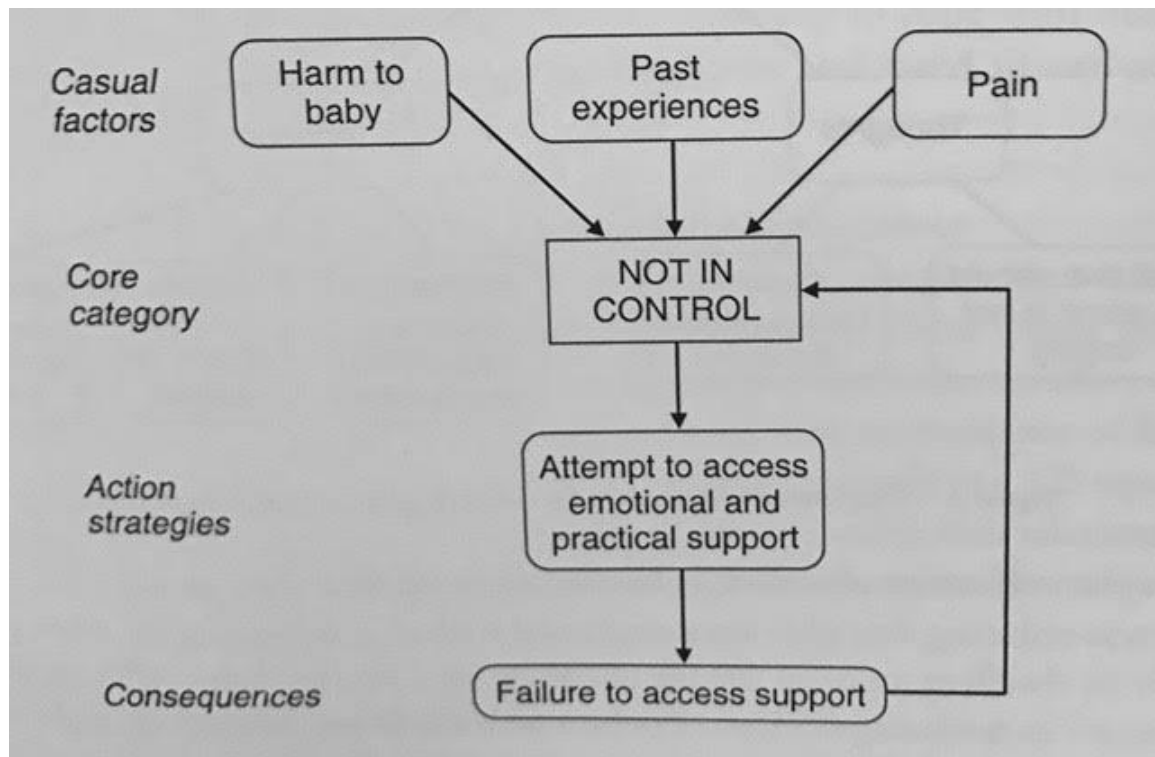 Casual
factors
Harm to
baby
Past
experiences
Pain
Core
category
NOT IN
CONTROL
Action
strategies
Attempt to access
emotional and
practical support
Consequences
Failure to access support